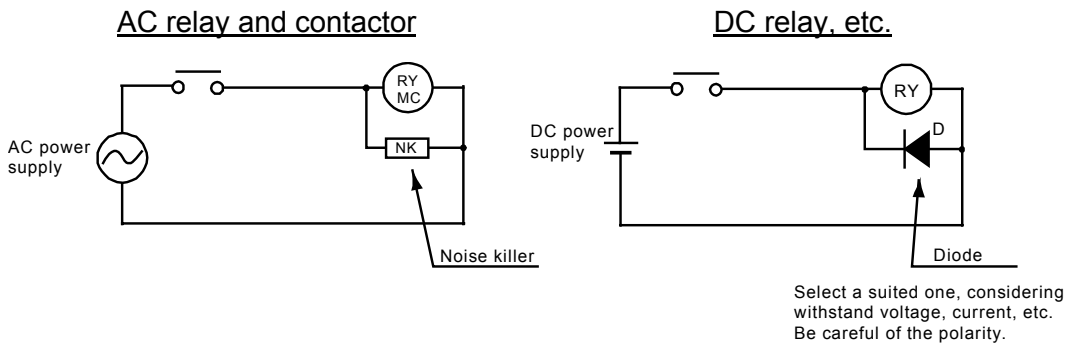 AC relay and contactor
RY
MC
NK
AC power
supply
Noise killer
DC relay, etc.
RY
D
DC power
supply
Diode
Select a suited one, considering
withstand voltage, current, etc.
Be careful of the polarity.